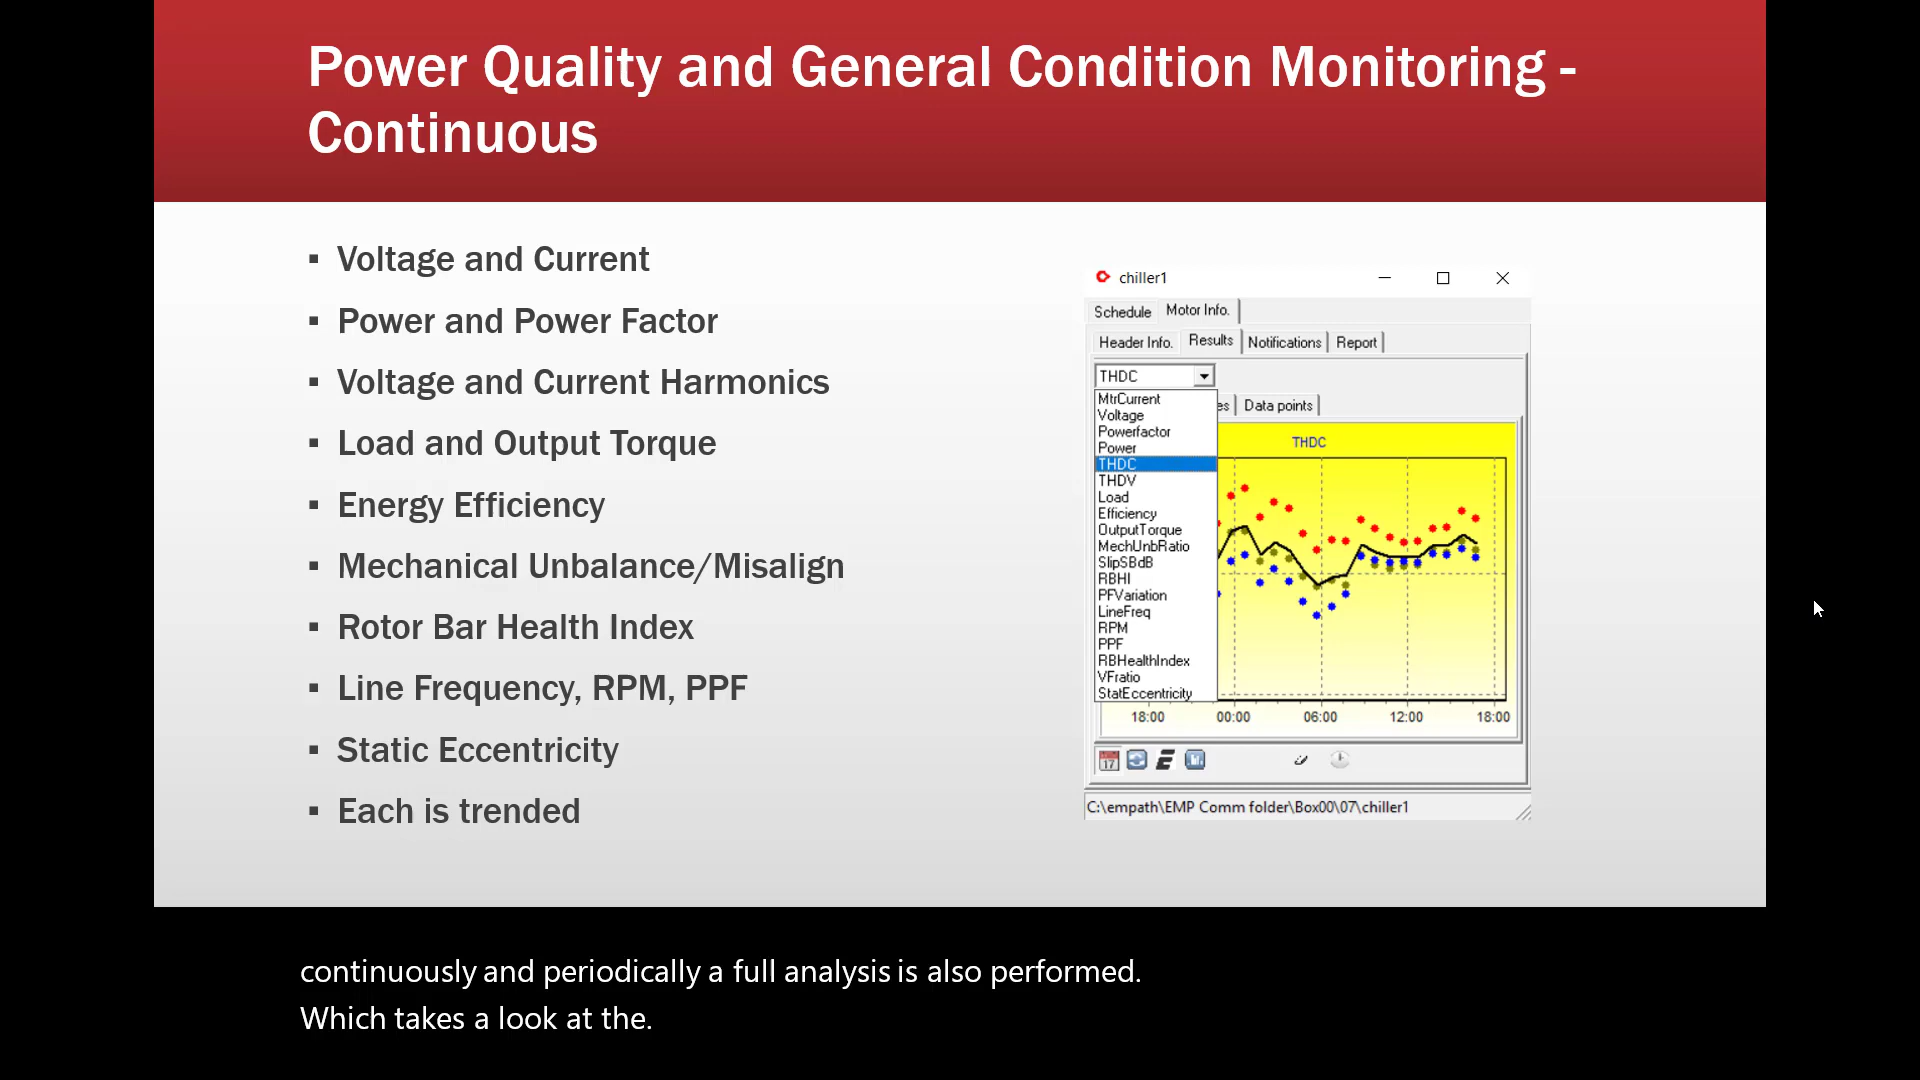 Power Quality and General Condition Monitoring -
Continuous
▪ Voltage and Current
▪ Power and Power Factor
▪ Voltage and Current Harmonics
▪ Load and Output Torque
▪ Energy Efficiency
▪ Mechanical Unbalance/Misalign
▪ Rotor Bar Health Index
▪ Line Frequency, RPM, PPF
▪ Static Eccentricity
▪ Each is trended
chiller1
Schedule Motor Info.
Header Info. Results Notifications Report
THDC
es Data points
MtrCurrent
Voltage
Powerfactor
Power
THDC
THDV
Load
Efficiency
OutputTorque
MechUnbRatio
SlipSBdB
RBHI
PFVariation
LineFreq
RPM
PPF
RBHealthIndex
VFratio
StatEccentricity
THDC
18:00 00:00 06:00 12:00 18:00
17
C:\empath\EMP Comm folder\Box00\07\chiller1
continuously and periodically a full analysis is also performed.
Which takes a look at the.